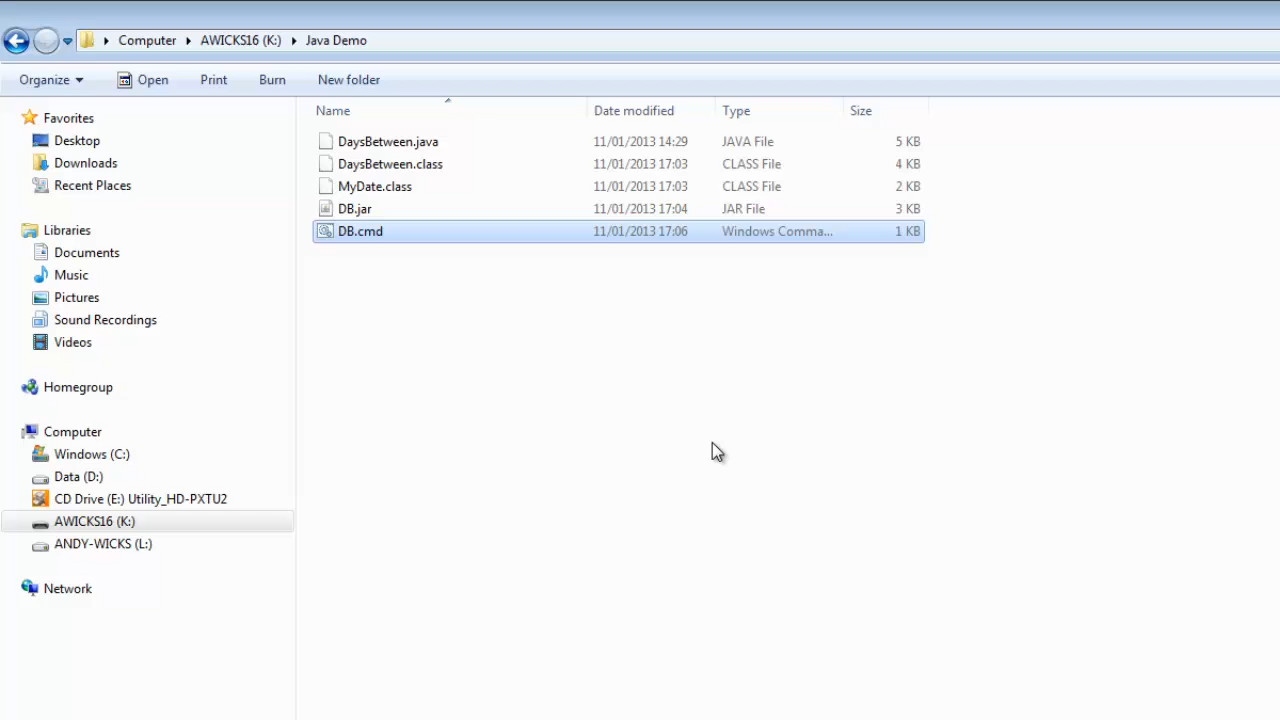 Computer AWICKS16 (K:) Java Demo
Organize Open Print Burn New folder
Name Date modified Type Size
Favorites
Desktop
Downloads
Recent Places
Libraries
Documents
Music
Pictures
Sound Recordings
Videos
Homegroup
Computer
Windows (C:)
Data (D:)
CD Drive (E:) Utility_HD-PXTU2
AWICKS16 (K:)
ANDY-WICKS (L:)
Network
DaysBetween.java 11/01/2013 14:29 JAVA File 5 KB
DaysBetween.class 11/01/2013 17:03 CLASS File 4 KB
MyDate.class 11/01/2013 17:03 CLASS File 2 KB
DB.jar 11/01/2013 17:04 JAR File 3 KB
DB.cmd 11/01/2013 17:06 Windows Comma... 1 KB